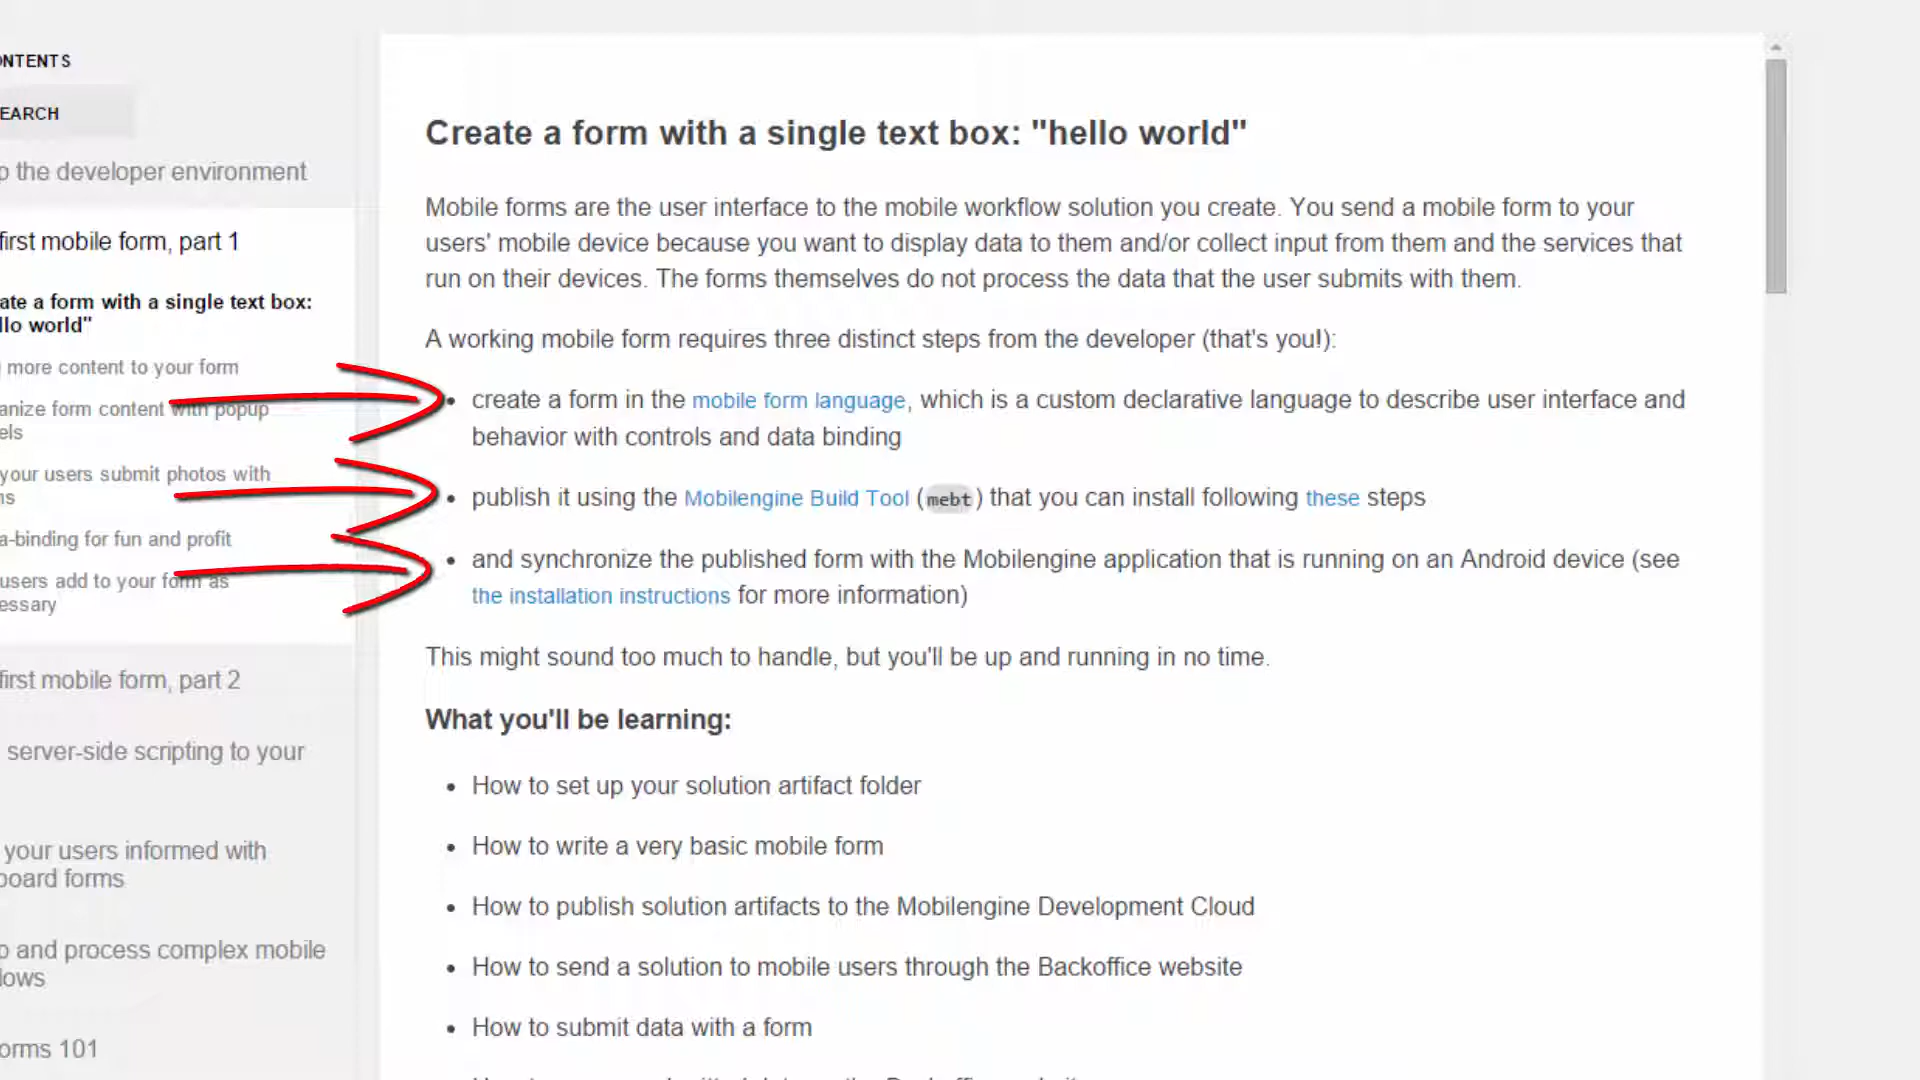 ONTENTS
EARCH
p the developer environment
first mobile form, part 1
ate a form with a single text box:
llo world"
more content to your form
anize form content with popup
els
your users submit photos with
ns
a-binding for fun and profit
users add to your form as
essary
first mobile form, part 2
server-side scripting to your
your users informed with
board forms
p and process complex mobile
lows
orms 101
Create a form with a single text box: "hello world"
Mobile forms are the user interface to the mobile workflow solution you create. You send a mobile form to your
users' mobile device because you want to display data to them and/or collect input from them and the services that
run on their devices. The forms themselves do not process the data that the user submits with them.
A working mobile form requires three distinct steps from the developer (that's you!):
• create a form in the mobile form language, which is a custom declarative language to describe user interface and
behavior with controls and data binding
• publish it using the Mobilengine Build Tool (mebt) that you can install following these steps
• and synchronize the published form with the Mobilengine application that is running on an Android device (see
the installation instructions for more information)
This might sound too much to handle, but you'll be up and running in no time.
What you'll be learning:
• How to set up your solution artifact folder
• How to write a very basic mobile form
• How to publish solution artifacts to the Mobilengine Development Cloud
• How to send a solution to mobile users through the Backoffice website
• How to submit data with a form